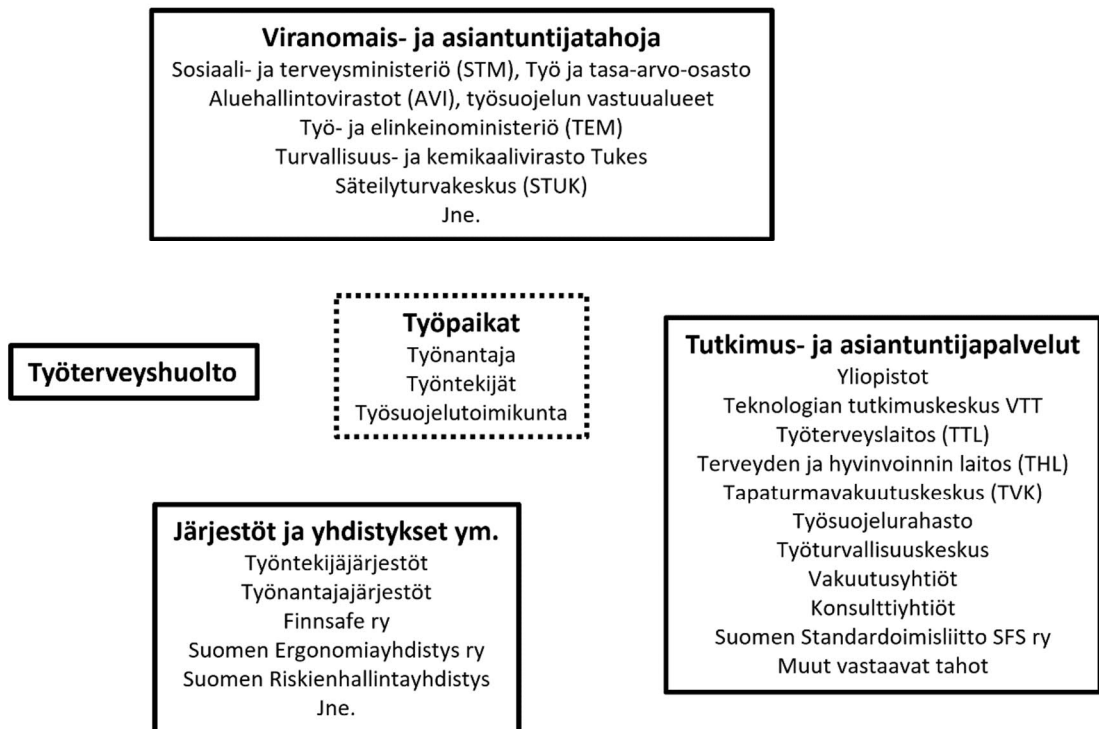 Viranomais- ja asiantuntijatahoja
Sosiaali- ja terveysministeriö (STM), Työ ja tasa-arvo-osasto
Aluehallintovirastot (AVI), työsuojelun vastuualueet
Työ- ja elinkeinoministeriö (TEM)
Turvallisuus- ja kemikaalivirasto Tukes
Säteilyturvakeskus (STUK)
Jne.
Työterveyshuolto
Työpaikat
Työnantaja
Työntekijät
Työsuojelutoimikunta
Tutkimus- ja asiantuntijapalvelut
Yliopistot
Teknologian tutkimuskeskus VTT
Työterveyslaitos (TTL)
Terveyden ja hyvinvoinnin laitos (THL)
Tapaturmavakuutuskeskus (TVK)
Työsuojelurahasto
Työturvallisuuskeskus
Vakuutusyhtiöt
Konsulttiyhtiöt
Suomen Standardoimisliitto SFS ry
Muut vastaavat tahot
Järjestöt ja yhdistykset ym.
Työntekijäjärjestöt
Työnantajajärjestöt
Finnsafe ry
Suomen Ergonomiayhdistys ry
Suomen Riskienhallintayhdistys
Jne.